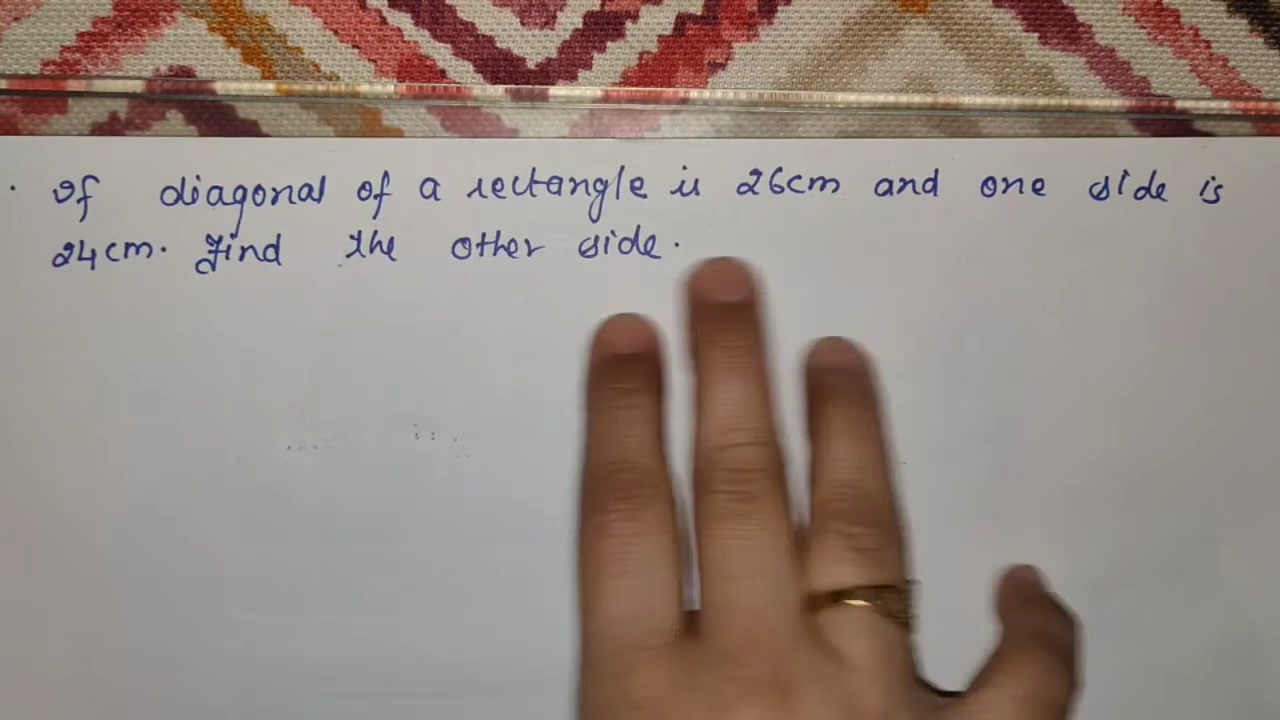 . If diagonal of a rectangle is 26cm and one side is
24cm. Find the other side.